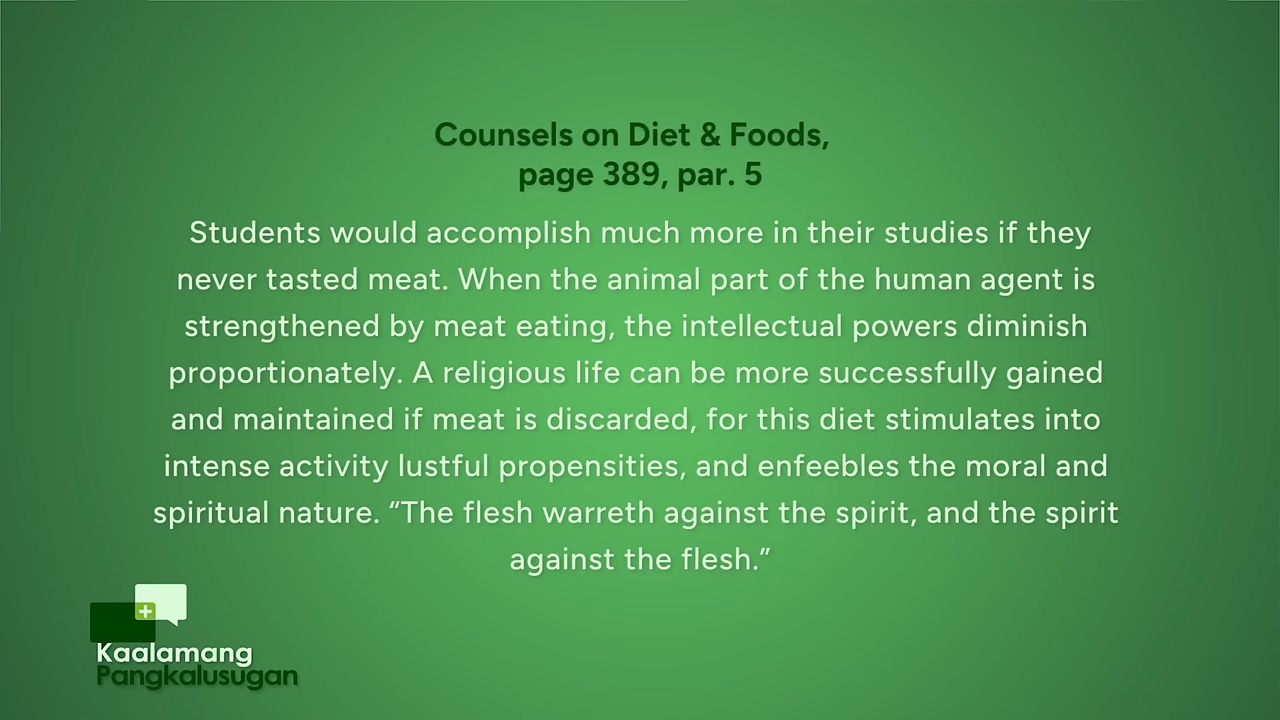 Counsels on Diet & Foods,
page 389, par. 5
Students would accomplish much more in their studies if they
never tasted meat. When the animal part of the human agent is
strengthened by meat eating, the intellectual powers diminish
proportionately. A religious life can be more successfully gained
and maintained if meat is discarded, for this diet stimulates into
intense activity lustful propensities, and enfeebles the moral and
spiritual nature. “The flesh warreth against the spirit, and the spirit
against the flesh.”
Kaalamang
Pangkalusugan